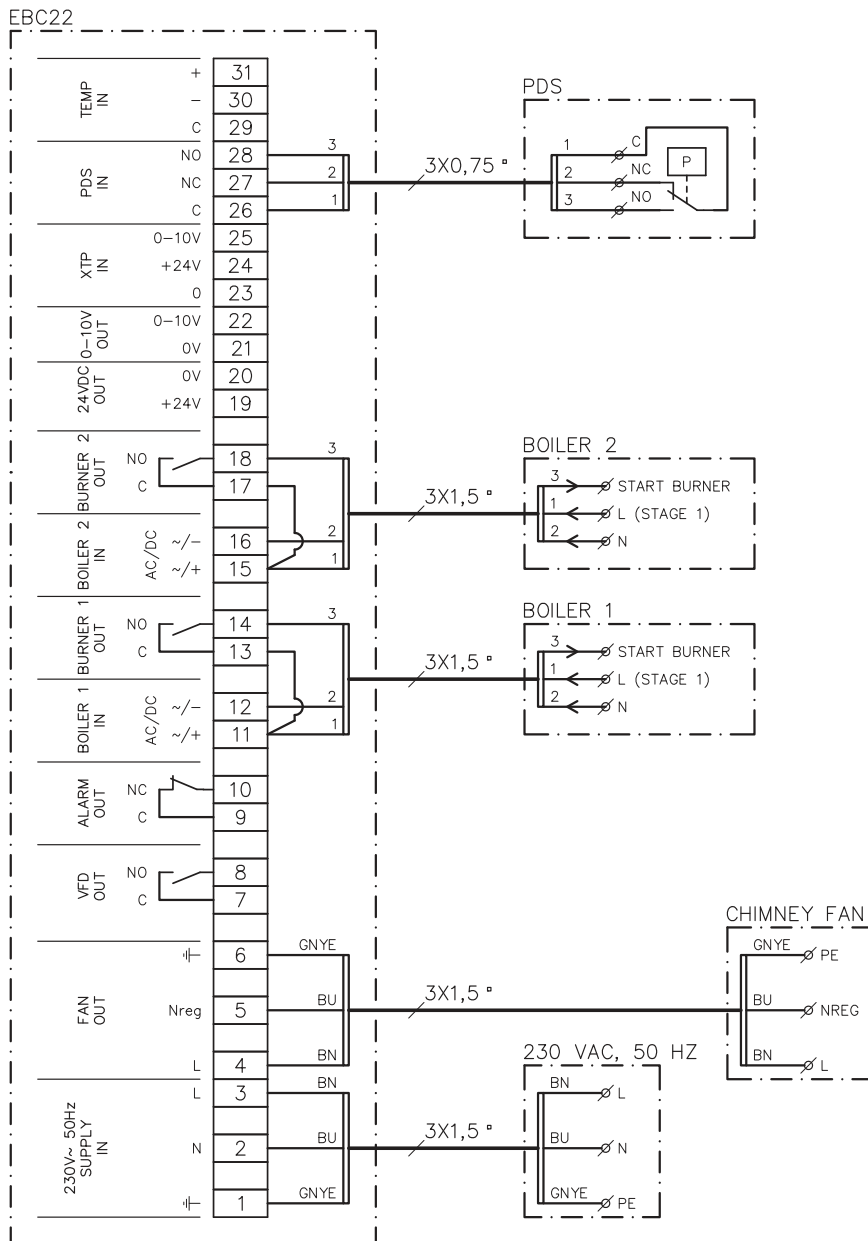 EBC22
TEMP IN
+ 31
− 30
C 29
PDS IN
NO 28 3
NC 27 2
C 26 1
3X0,75 ▫
PDS
1 C
2 NC
3 NO
P
XTP IN
0−10V 25
+24V 24
0 23
0−10V OUT
0−10V 22
0V 21
24VDC OUT
0V 20
+24V 19
BURNER 2 OUT
NO 18 3
C 17
BOILER 2 IN
AC/DC
~/− 16 2
~/+ 15 1
3X1,5 ▫
BOILER 2
3 START BURNER
1 L (STAGE 1)
2 N
BURNER 1 OUT
NO 14 3
C 13
BOILER 1 IN
AC/DC
~/− 12 2
~/+ 11 1
3X1,5 ▫
BOILER 1
3 START BURNER
1 L (STAGE 1)
2 N
ALARM OUT
NC 10
C 9
VFD OUT
NO 8
C 7
FAN OUT
6 GNYE
Nreg 5 BU
L 4 BN
3X1,5 ▫
CHIMNEY FAN
GNYE PE
BU NREG
BN L
230V~ 50Hz SUPPLY IN
L 3 BN
N 2 BU
1 GNYE
3X1,5 ▫
230 VAC, 50 HZ
BN L
BU N
GNYE PE